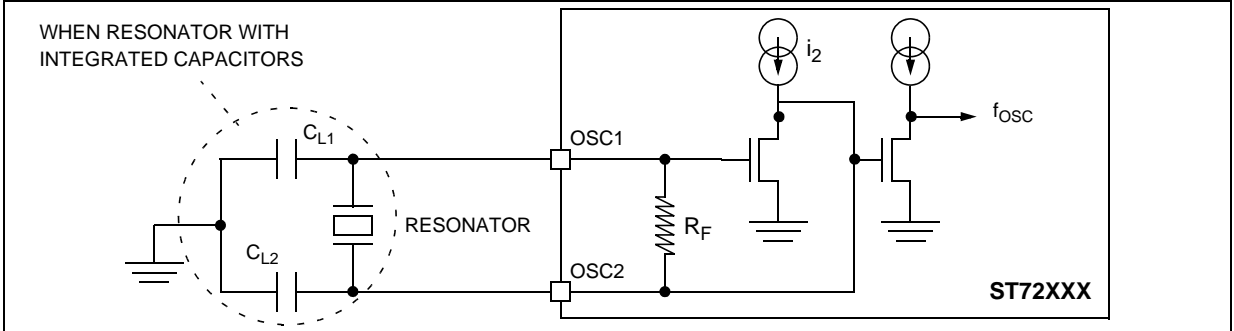 WHEN RESONATOR WITH
INTEGRATED CAPACITORS
i2
fOSC
CL1
OSC1
RESONATOR
RF
CL2
OSC2
ST72XXX